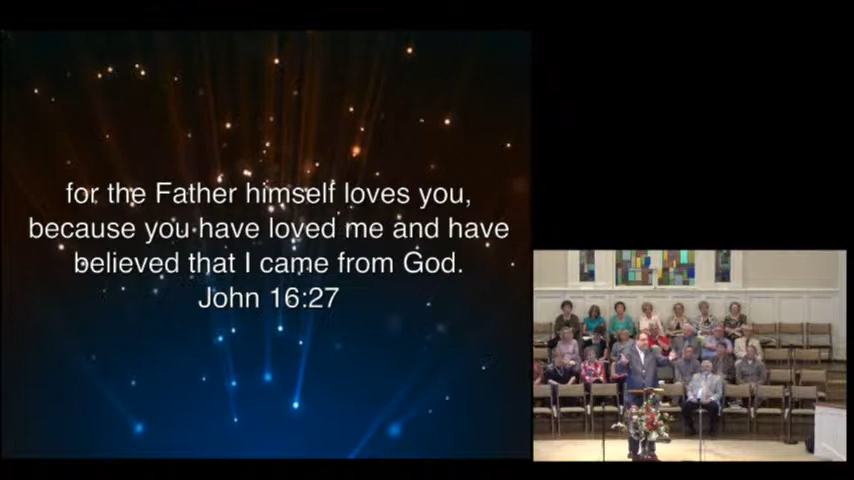 for the Father himself loves you,
because you have loved me and have
believed that I came from God.
John 16:27